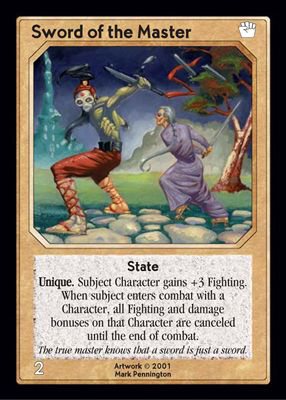 Sword of the Master
State
Unique. Subject Character gains +3 Fighting.
When subject enters combat with a
Character, all Fighting and damage
bonuses on that Character are canceled
until the end of combat.
The true master knows that a sword is just a sword.
2
Artwork © 2001
Mark Pennington